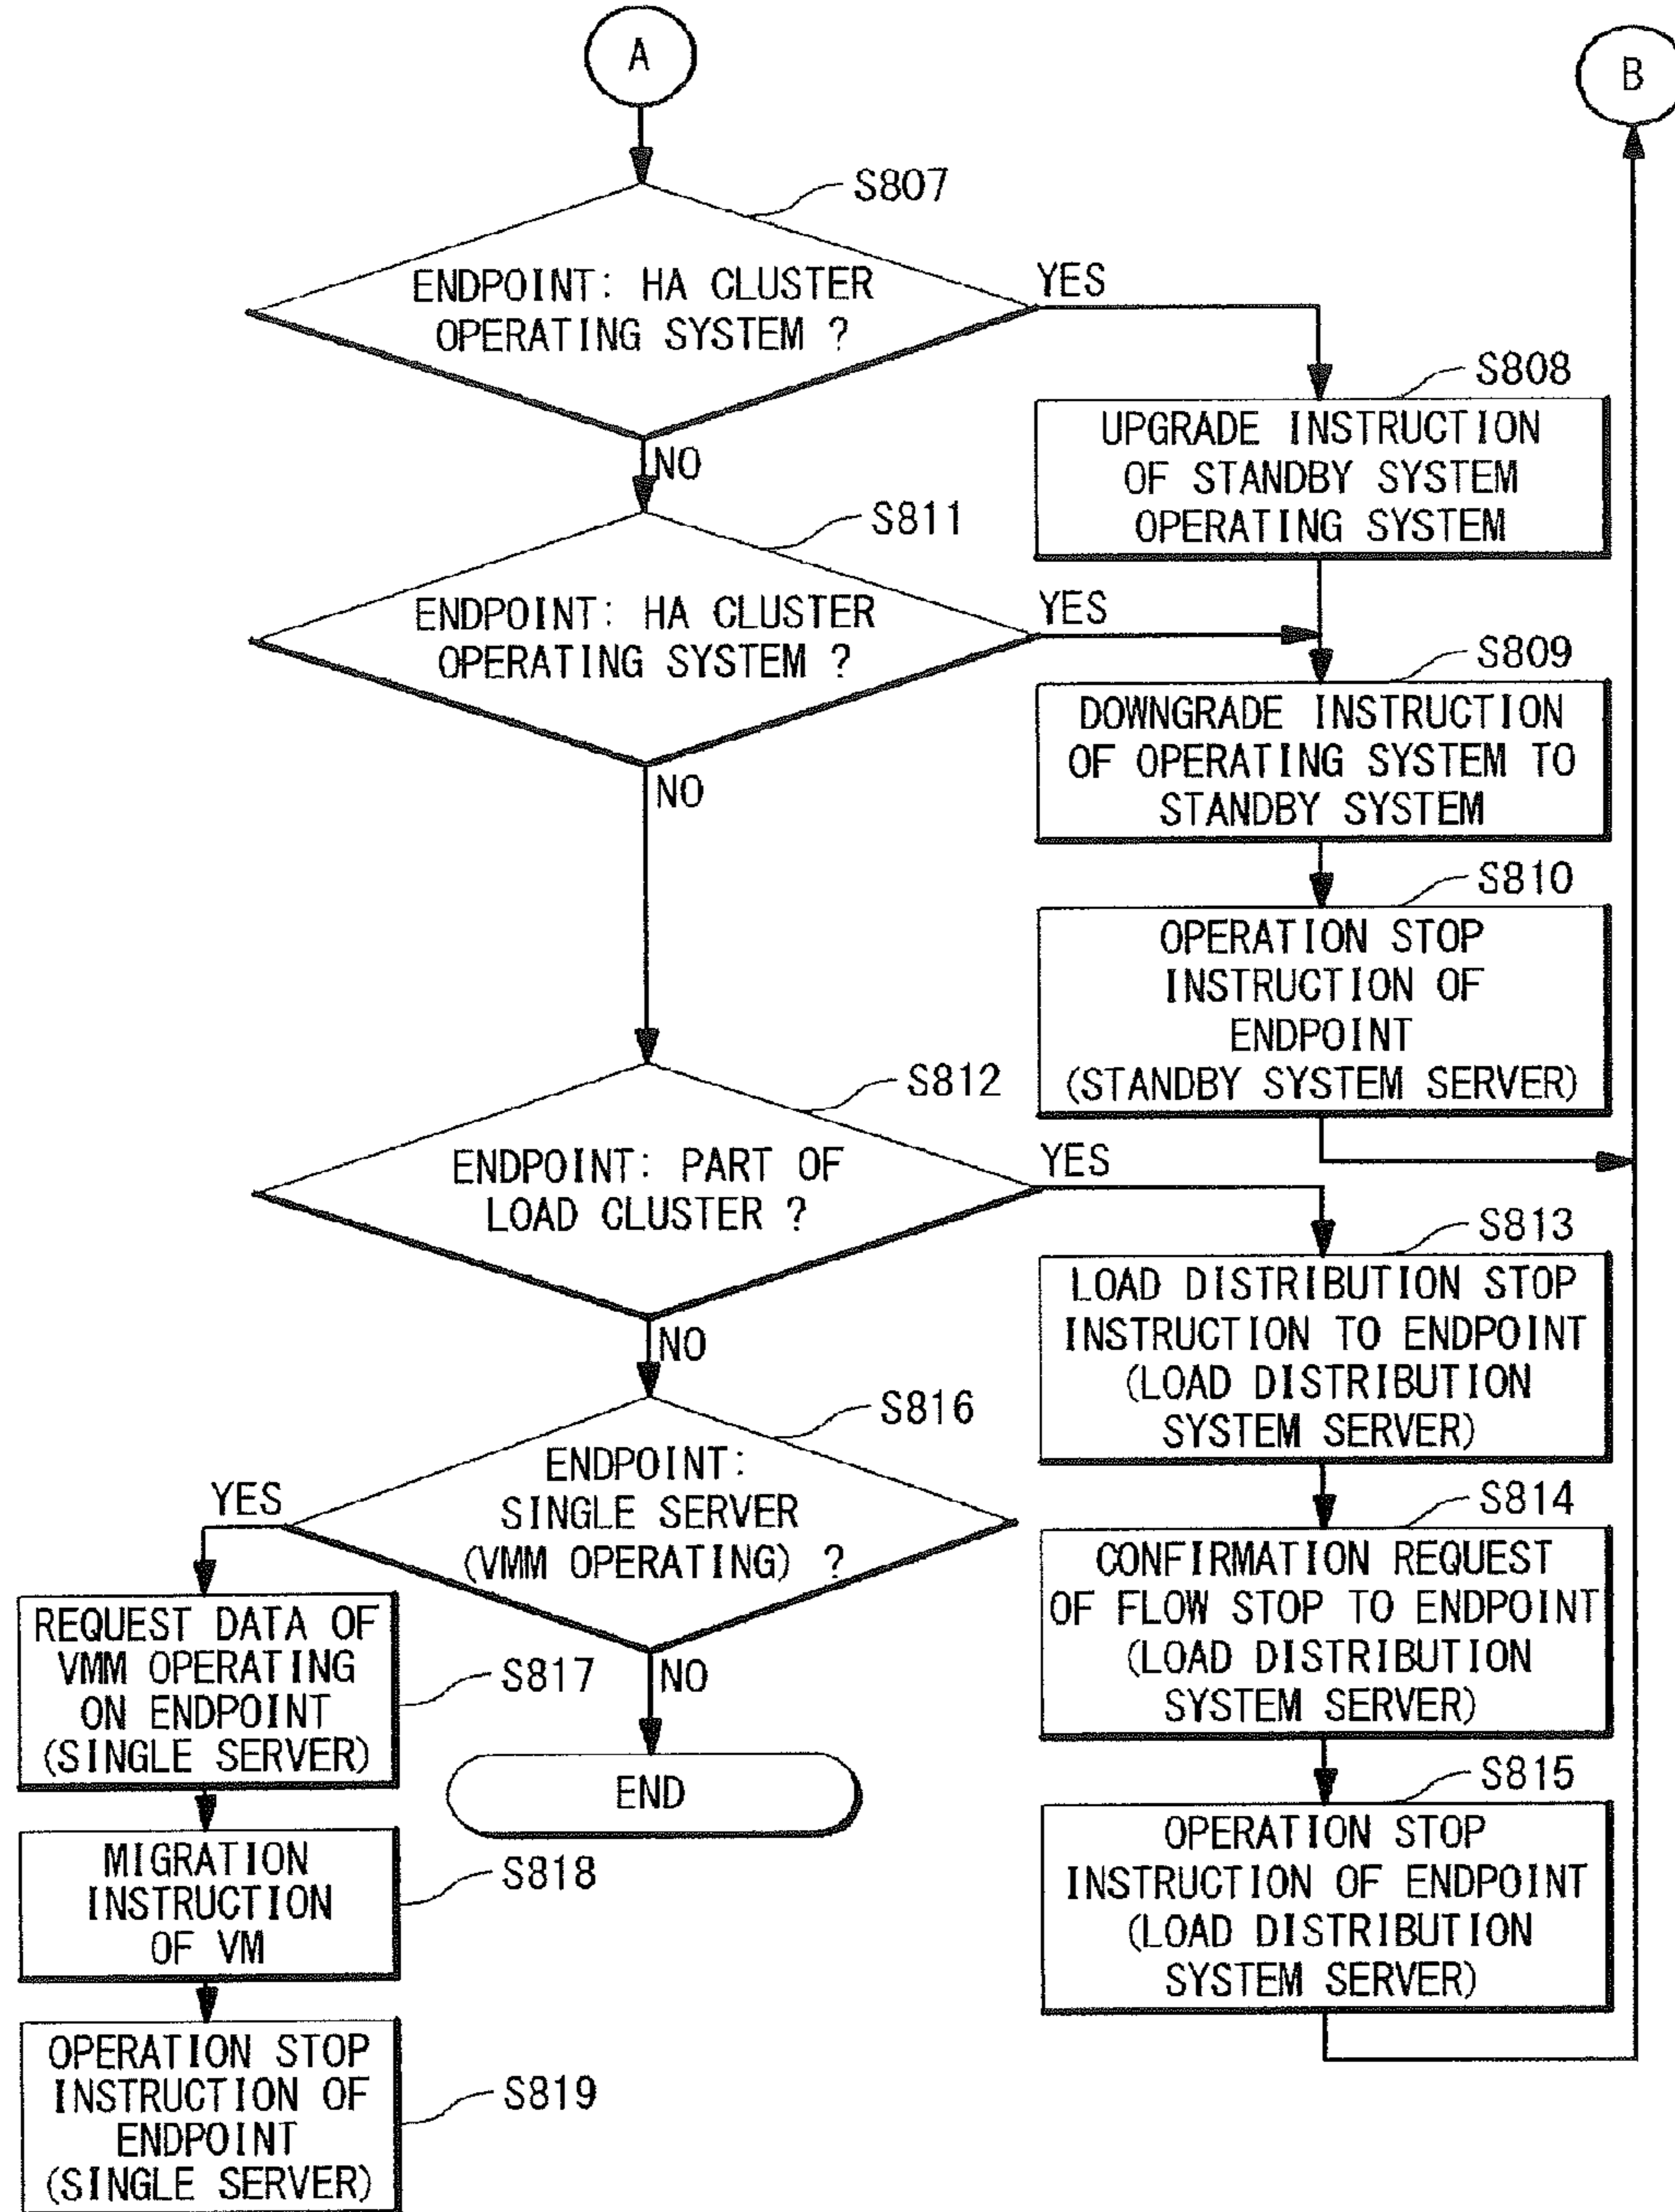 A
B
S807
ENDPOINT: HA CLUSTER
OPERATING SYSTEM ?
YES
NO
S808
UPGRADE INSTRUCTION
OF STANDBY SYSTEM
OPERATING SYSTEM
S811
ENDPOINT: HA CLUSTER
OPERATING SYSTEM ?
YES
NO
S809
DOWNGRADE INSTRUCTION
OF OPERATING SYSTEM TO
STANDBY SYSTEM
S810
OPERATION STOP
INSTRUCTION OF
ENDPOINT
(STANDBY SYSTEM SERVER)
S812
ENDPOINT: PART OF
LOAD CLUSTER ?
YES
NO
S813
LOAD DISTRIBUTION STOP
INSTRUCTION TO ENDPOINT
(LOAD DISTRIBUTION
SYSTEM SERVER)
S814
CONFIRMATION REQUEST
OF FLOW STOP TO ENDPOINT
(LOAD DISTRIBUTION
SYSTEM SERVER)
S815
OPERATION STOP
INSTRUCTION OF ENDPOINT
(LOAD DISTRIBUTION
SYSTEM SERVER)
S816
ENDPOINT:
SINGLE SERVER
(VMM OPERATING) ?
YES
NO
END
REQUEST DATA OF
VMM OPERATING
ON ENDPOINT
(SINGLE SERVER)
S817
MIGRATION
INSTRUCTION
OF VM
S818
OPERATION STOP
INSTRUCTION OF
ENDPOINT
(SINGLE SERVER)
S819